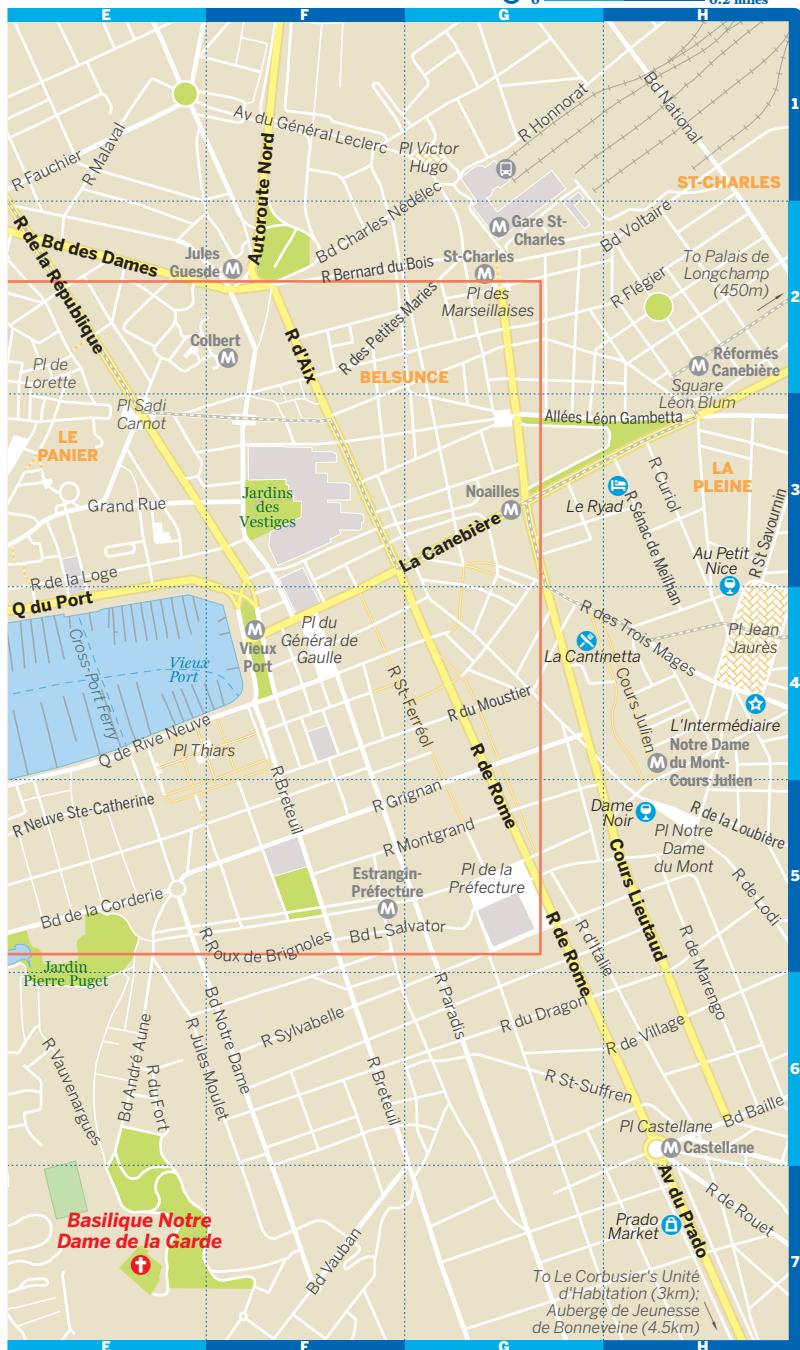 0
0.2 miles
E
F
G
H
1
Bd National
R Honnorat
Av du Général Leclerc
Pl Victor
Hugo
R Malaval
R Fauchier
Autoroute Nord
ST-CHARLES
Bd Charles Nédélec
Gare St-
Charles
Bd Voltaire
R de la République
Bd des Dames
Jules
Guesde
St-Charles
R Bernard du Bois
To Palais de
Longchamp
(450m)
R Flégier
2
Pl des
Marseillaises
R des Petites Maries
Colbert
R d'Aix
Pl de
Lorette
BELSUNCE
Réformés
Canebière
Square
Léon Blum
Pl Sadi
Carnot
Allées Léon Gambetta
LE
PANIER
LA
PLEINE
R Curiol
3
Jardins
des
Vestiges
Noailles
Le Ryad
R Sénac de Meilhan
Grand Rue
La Canebière
Au Petit
Nice
R St Savournin
R de la Loge
Q du Port
Pl du
Général de
Gaulle
Vieux
Port
Vieux
Port
Cross-Port Ferry
R des Trois Mages
Pl Jean
Jaurès
La Cantinetta
Cours Julien
4
R St-Ferréol
R du Moustier
L'Intermédiaire
Notre Dame
du Mont-
Cours Julien
Q de Rive Neuve
Pl Thiars
R de Rome
R Breteuil
R Grignan
R Neuve Ste-Catherine
Dame
Noir
R de la Loubière
Pl Notre
Dame
du Mont
R Montgrand
Cours Lieutaud
Estrangin-
Préfecture
Pl de la
Préfecture
5
R de Lodi
Bd de la Corderie
R Roux de Brignoles
Bd L Salvator
R de Rome
R d'Italie
R de Marengo
Jardin
Pierre Puget
R Paradis
Bd Notre Dame
R Sylvabelle
R du Dragon
R de Village
R Vauvenargues
Bd André Aune
R du Fort
R Jules Moulet
R Breteuil
R St-Suffren
6
Bd Baille
Pl Castellane
Castellane
Av du Prado
R de Rouet
Basilique Notre
Dame de la Garde
Prado
Market
Bd Vauban
7
To Le Corbusier's Unité
d'Habitation (3km);
Auberge de Jeunesse
de Bonneveine (4.5km)
E
F
G
H